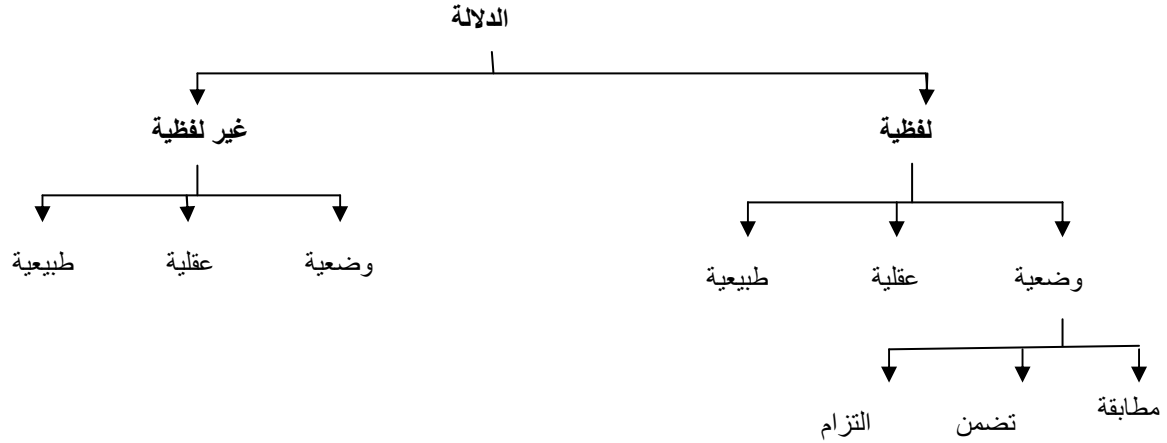 الدلالة
لفظية
غير لفظية
وضعية
عقلية
طبيعية
وضعية
عقلية
طبيعية
مطابقة
تضمن
التزام